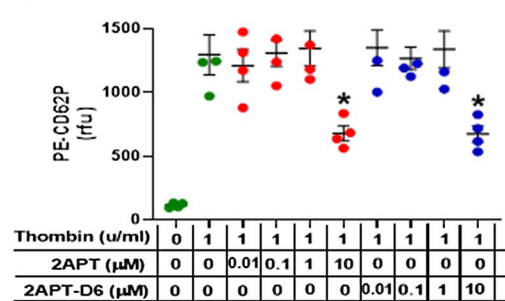 1500
1000
500
0
PE-CD62P
(rfu)
*
*
Thombin (u/ml) 0 1 1 1 1 1 1 1 1 1
2APT (µM) 0 0 0.01 0.1 1 10 0 0 0 0
2APT-D6 (µM) 0 0 0 0 0 0 0.01 0.1 1 10